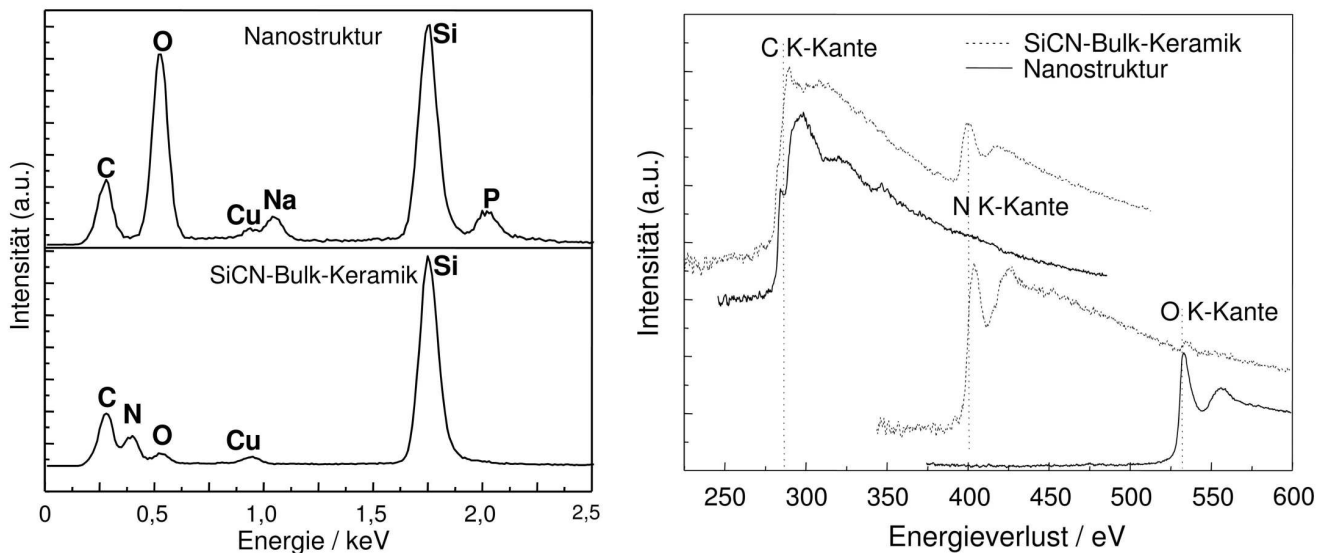 Nanostruktur
Si
O
C
Cu
Na
P
SiCN-Bulk-Keramik
Si
C
N
O
Cu
Intensität (a.u.)
0
0,5
1,0
1,5
2,0
2,5
Energie / keV
C K-Kante
SiCN-Bulk-Keramik
Nanostruktur
N K-Kante
O K-Kante
Intensität (a.u.)
250
300
350
400
450
500
550
600
Energieverlust / eV